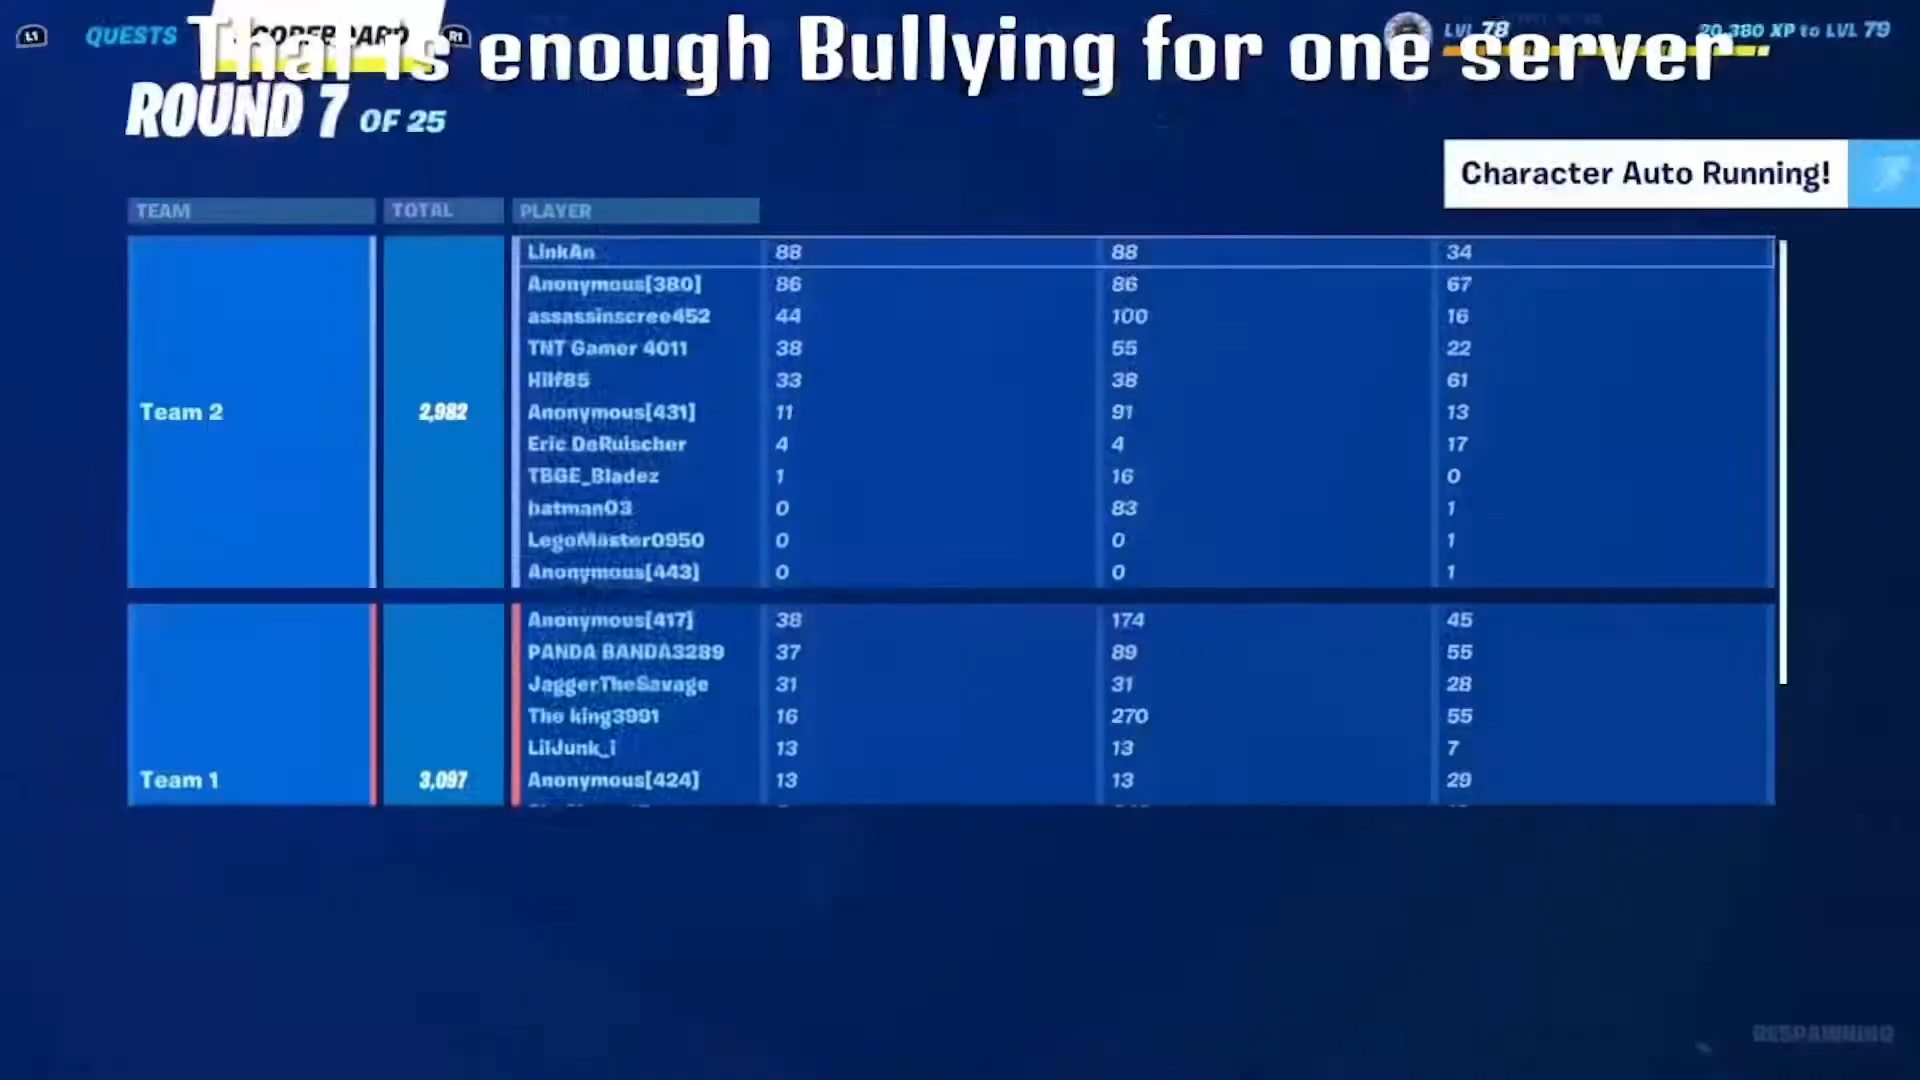 L1 QUESTS SCOREBOARD R1
That is enough Bullying for one server
LVL 78 20,380 XP to LVL 79
ROUND 7 OF 25
Character Auto Running!
TEAM TOTAL PLAYER
LinkAn 88 88 34
Anonymous[380] 86 86 67
assassinscree452 44 100 16
TNT Gamer 4011 38 55 22
Hilf85 33 38 61
Team 2 2,982 Anonymous[431] 11 91 13
Eric DeRuischer 4 4 17
TBGE_Bladez 1 16 0
batman03 0 83 1
LegoMaster0950 0 0 1
Anonymous[443] 0 0 1
Anonymous[417] 38 174 45
PANDA BANDA3289 37 89 55
JaggerTheSavage 31 31 28
The king3991 16 270 55
LilJunk_i 13 13 7
Team 1 3,097 Anonymous[424] 13 13 29
RESPAWNING